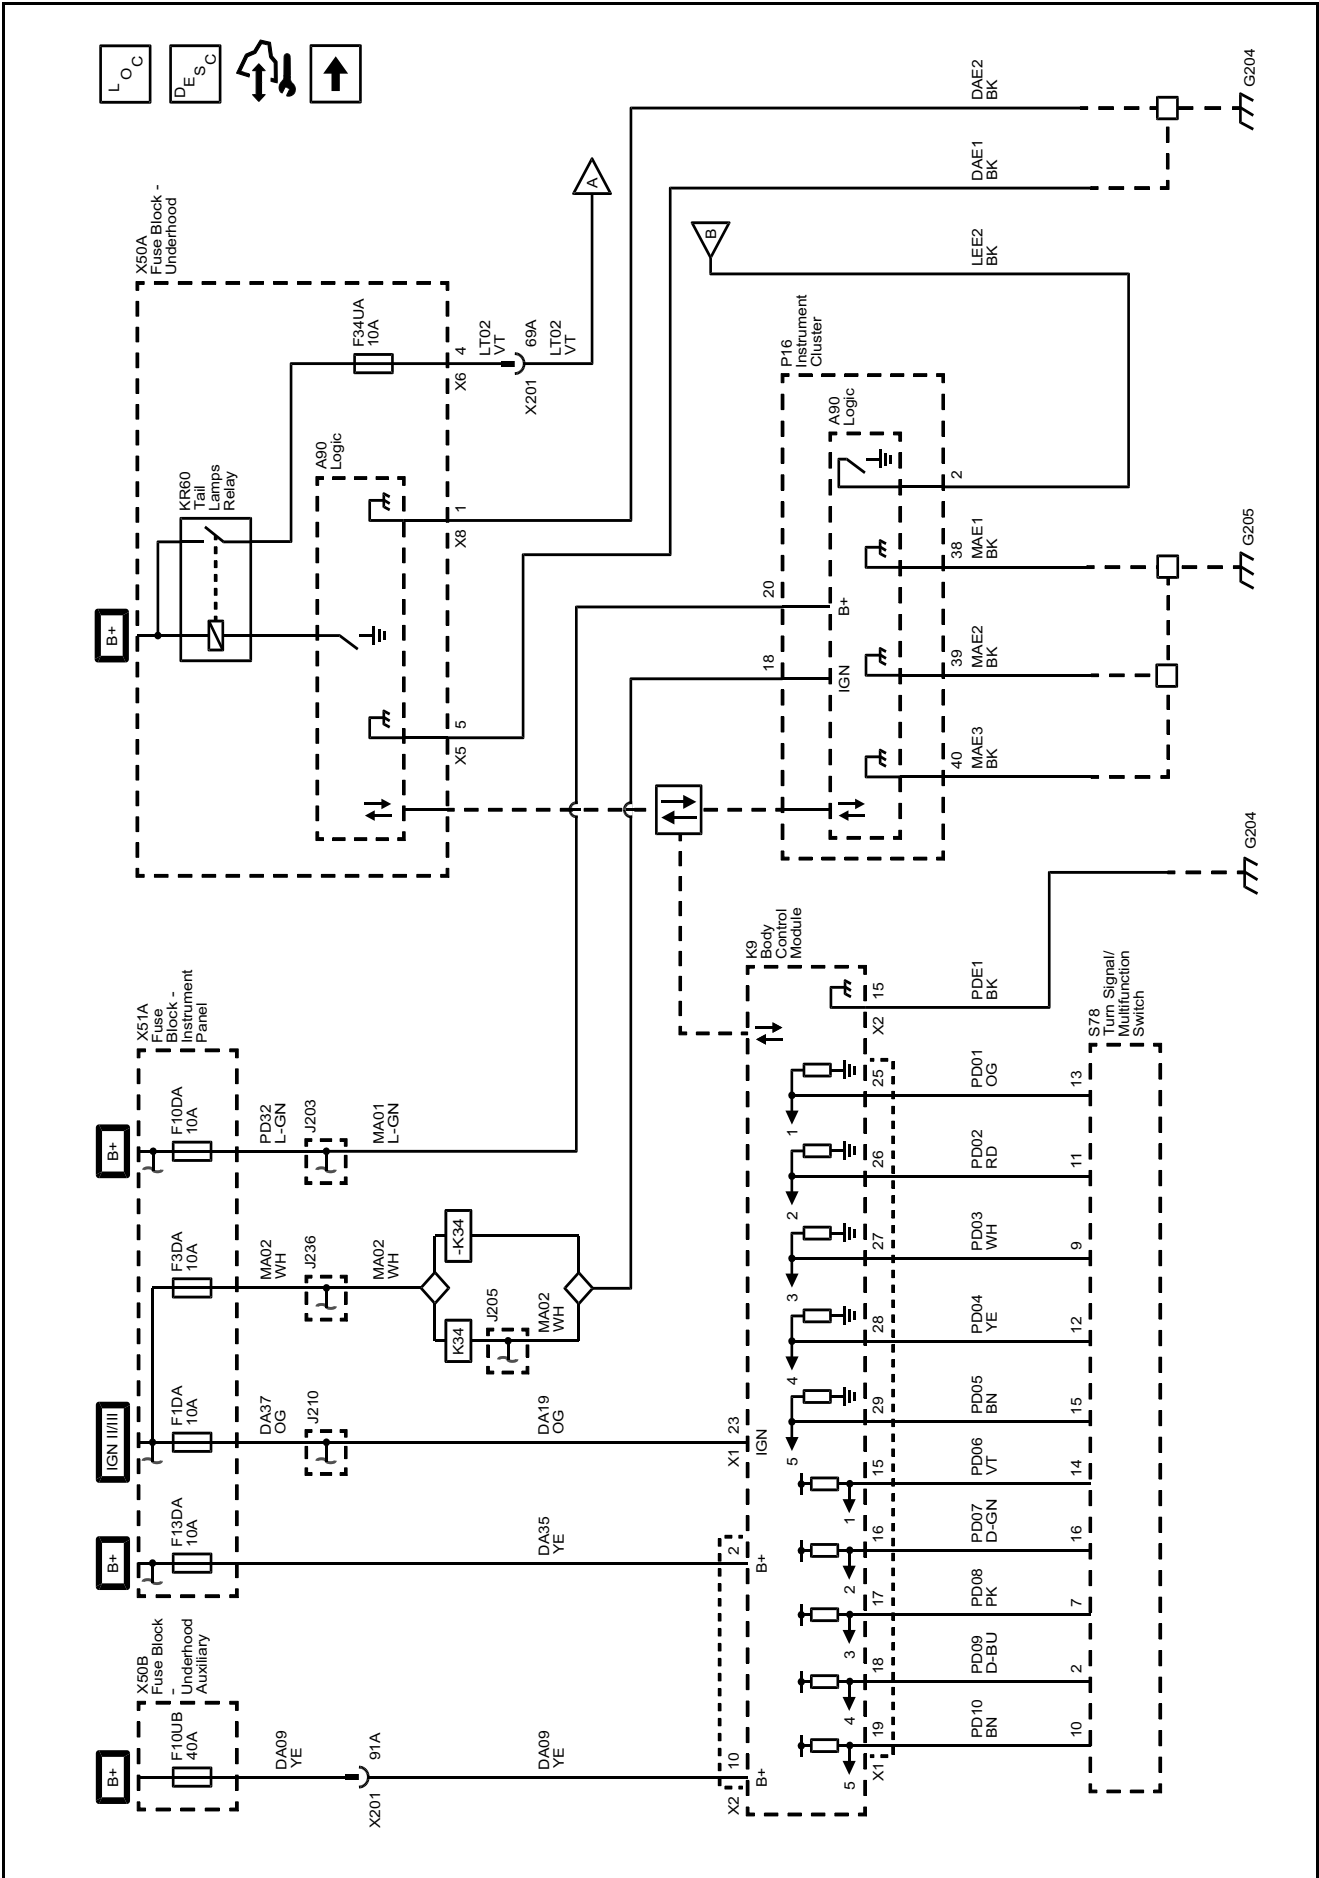 LOC
DESC
B+
X50A
Fuse Block -
Underhood
KR60
Tail
Lamps
Relay
F34UA
10A
A90
Logic
X5 5
X8 1
X6 4
LT02
VT
X201 69A
LT02
VT
A
B
DAE2
BK
DAE1
BK
LEE2
BK
G204
P16
Instrument
Cluster
A90
Logic
18
IGN
20
B+
40
MAE3
BK
39
MAE2
BK
38
MAE1
BK
2
G205
B+
X50B
Fuse Block
-
Underhood
Auxiliary
F10UB
40A
DA09
YE
X201 91A
DA09
YE
X2 10
B+
B+
X51A
Fuse
Block -
Instrument
Panel
F13DA
10A
DA35
YE
2
B+
IGN II/III
F1DA
10A
DA37
OG
J210
DA19
OG
X1 23
IGN
F3DA
10A
MA02
WH
J236
MA02
WH
K34
-K34
J205
MA02
WH
B+
F10DA
10A
PD32
L-GN
J203
MA01
L-GN
K9
Body
Control
Module
5
4
3
2
1
5
4
3
2
1
X1 19
18
17
16
15
29
28
27
26
25
X2 15
PD10
BN
PD09
D-BU
PD08
PK
PD07
D-GN
PD06
VT
PD05
BN
PD04
YE
PD03
WH
PD02
RD
PD01
OG
PDE1
BK
G204
10
2
7
16
14
15
12
9
11
13
S78
Turn Signal/
Multifunction
Switch